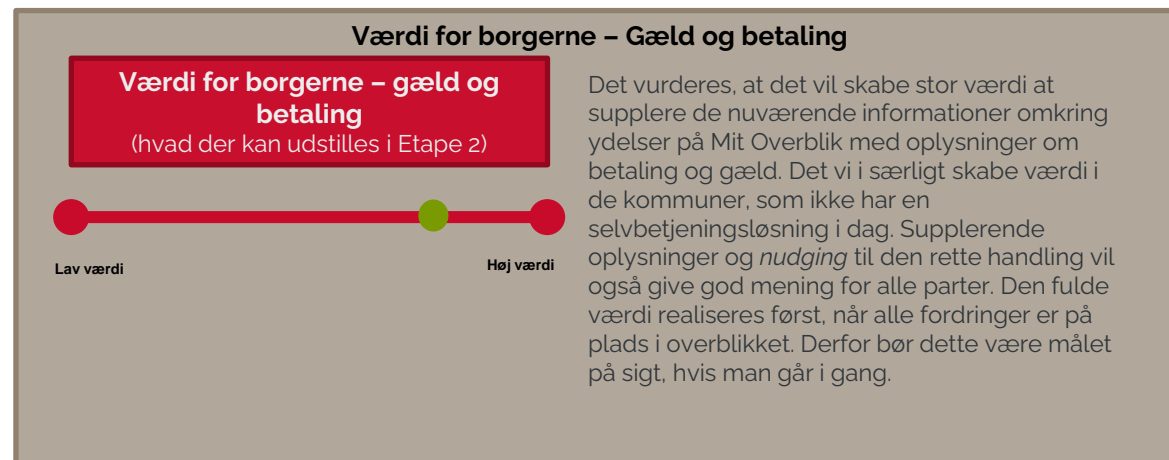 Værdi for borgerne – Gæld og betaling
Værdi for borgerne – gæld og
betaling
(hvad der kan udstilles i Etape 2)
Lav værdi
Høj værdi
Det vurderes, at det vil skabe stor værdi at
supplere de nuværende informationer omkring
ydelser på Mit Overblik med oplysninger om
betaling og gæld. Det vi i særligt skabe værdi i
de kommuner, som ikke har en
selvbetjeningsløsning i dag. Supplerende
oplysninger og nudging til den rette handling vil
også give god mening for alle parter. Den fulde
værdi realiseres først, når alle fordringer er på
plads i overblikket. Derfor bør dette være målet
på sigt, hvis man går i gang.